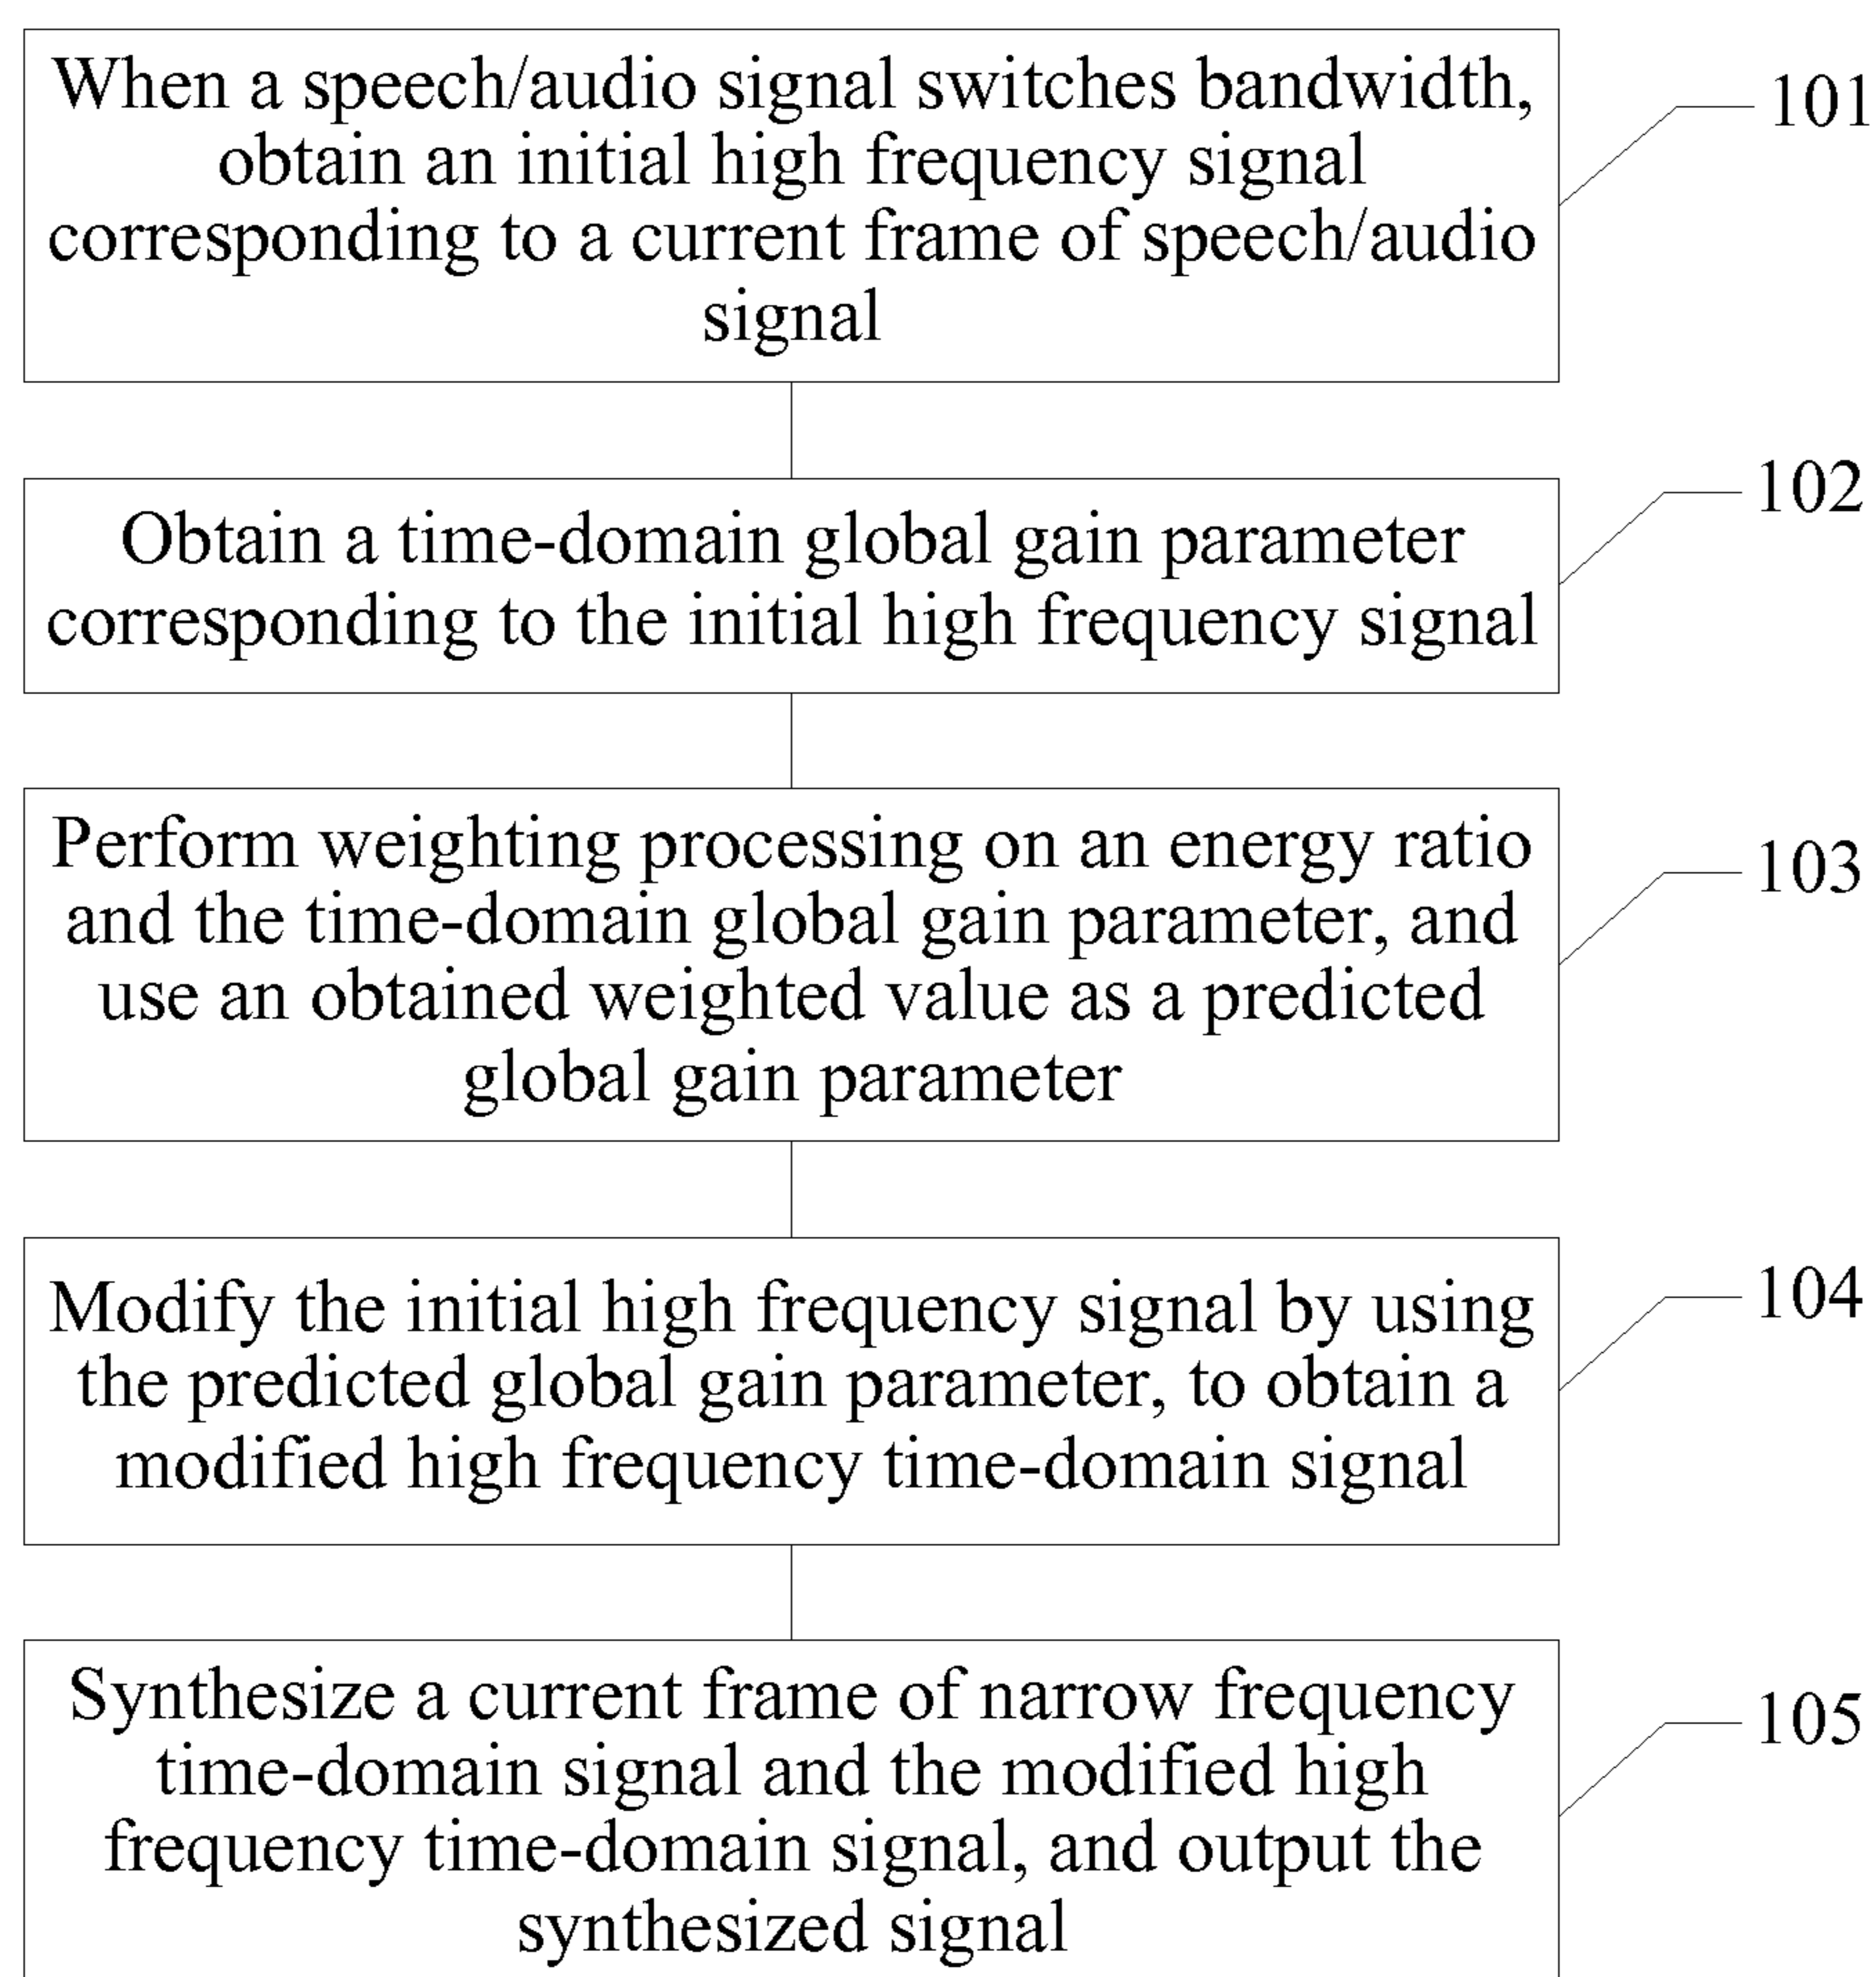 When a speech/audio signal switches bandwidth,
obtain an initial high frequency signal
corresponding to a current frame of speech/audio
signal
101
Obtain a time-domain global gain parameter
corresponding to the initial high frequency signal
102
Perform weighting processing on an energy ratio
and the time-domain global gain parameter, and
use an obtained weighted value as a predicted
global gain parameter
103
Modify the initial high frequency signal by using
the predicted global gain parameter, to obtain a
modified high frequency time-domain signal
104
Synthesize a current frame of narrow frequency
time-domain signal and the modified high
frequency time-domain signal, and output the
synthesized signal
105